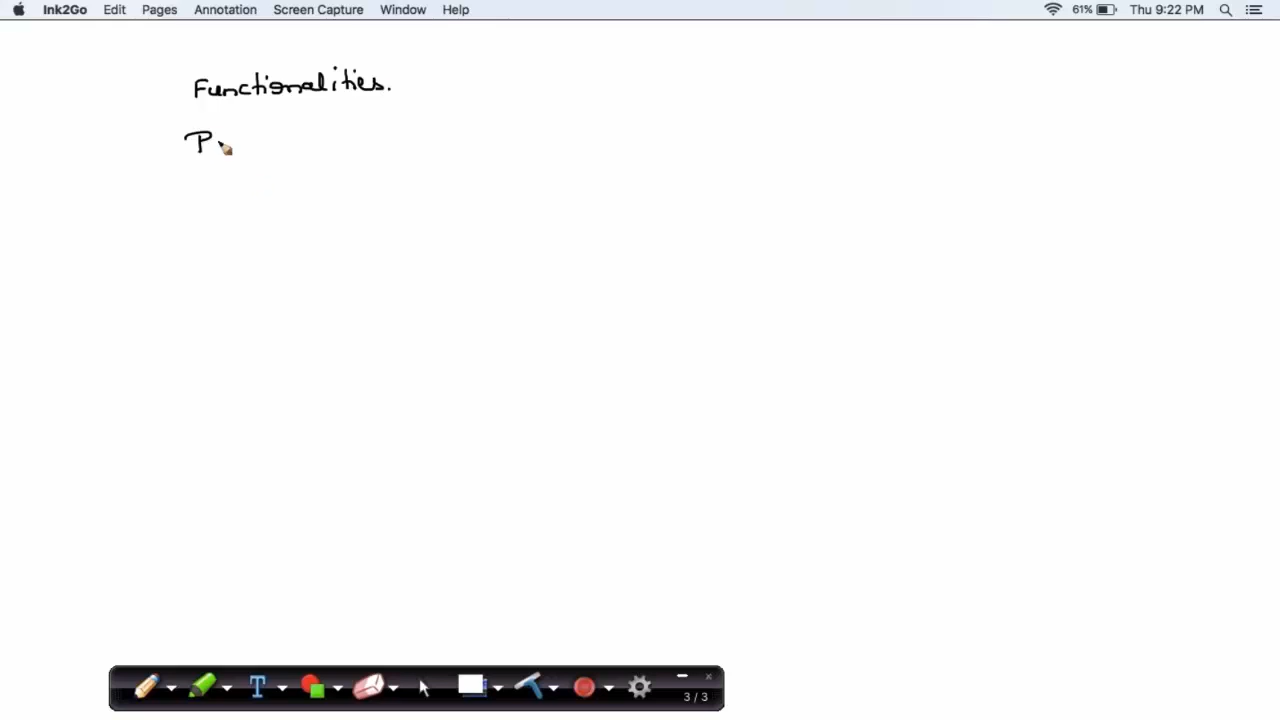 Ink2Go Edit Pages Annotation Screen Capture Window Help 61% Thu 9:22 PM
Functionalities.
P
T
3 / 3